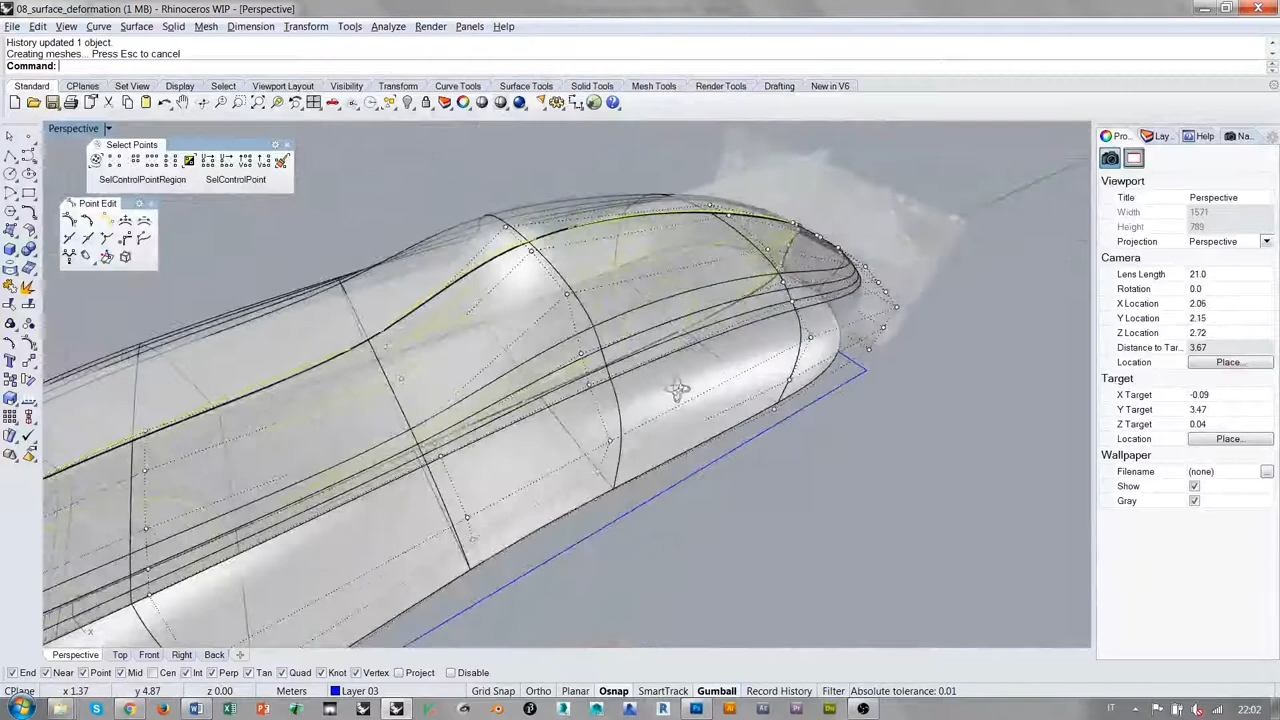 08_surface_deformation (1 MB) - Rhinoceros WIP - [Perspective]
File Edit View Curve Surface Solid Mesh Dimension Transform Tools Analyze Render Panels Help
History updated 1 object.
Creating meshes... Press Esc to cancel
Command:
Standard CPlanes Set View Display Select Viewport Layout Visibility Transform Curve Tools Surface Tools Solid Tools Mesh Tools Render Tools Drafting New in V6
Perspective
Select Points
SelControlPointRegion SelControlPoint
Point Edit
Pro... Lay... Help Na...
Viewport
Title Perspective
Width 1571
Height 789
Projection Perspective
Camera
Lens Length 21.0
Rotation 0.0
X Location 2.06
Y Location 2.15
Z Location 2.72
Distance to Tar... 3.67
Location Place...
Target
X Target -0.09
Y Target 3.47
Z Target 0.04
Location Place...
Wallpaper
Filename (none) ...
Show
Gray
x
Perspective Top Front Right Back
End Near Point Mid Cen Int Perp Tan Quad Knot Vertex Project Disable
CPlane x 1.37 y 4.87 z 0.00 Meters Layer 03 Grid Snap Ortho Planar Osnap SmartTrack Gumball Record History Filter Absolute tolerance: 0.01
IT 22:02